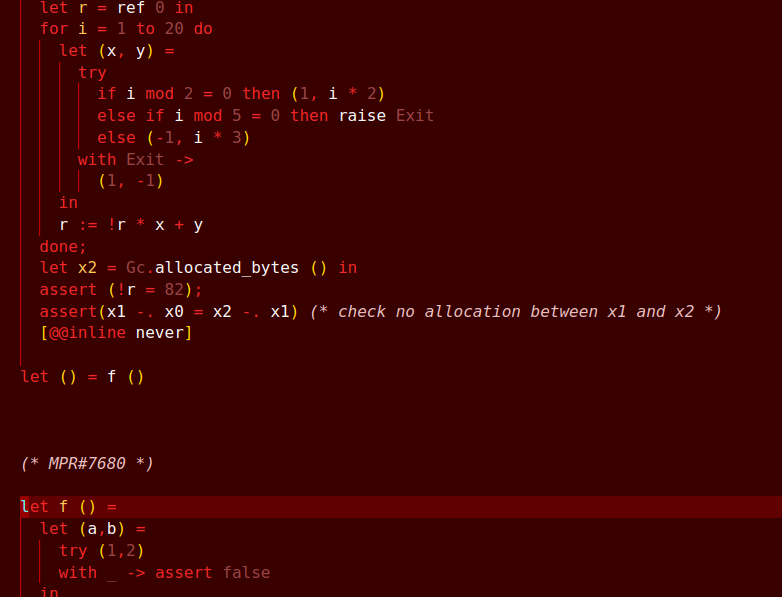 let r = ref 0 in
for i = 1 to 20 do
let (x, y) =
try
if i mod 2 = 0 then (1, i * 2)
else if i mod 5 = 0 then raise Exit
else (-1, i * 3)
with Exit ->
(1, -1)
in
r := !r * x + y
done;
let x2 = Gc.allocated_bytes () in
assert (!r = 82);
assert(x1 -. x0 = x2 -. x1) (* check no allocation between x1 and x2 *)
[@@inline never]
let () = f ()
(* MPR#7680 *)
let f () =
let (a,b) =
try (1,2)
with _ -> assert false
in